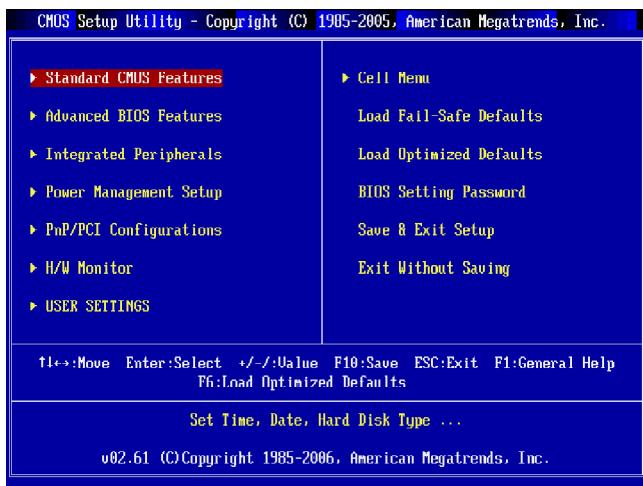 CMOS Setup Utility - Copyright (C) 1985-2005, American Megatrends, Inc.
Standard CMOS Features
Advanced BIOS Features
Integrated Peripherals
Power Management Setup
PnP/PCI Configurations
H/W Monitor
USER SETTINGS
Cell Menu
Load Fail-Safe Defaults
Load Optimized Defaults
BIOS Setting Password
Save & Exit Setup
Exit Without Saving
↑↓↔:Move Enter:Select +/-/:Value F10:Save ESC:Exit F1:General Help
F6:Load Optimized Defaults
Set Time, Date, Hard Disk Type ...
v02.61 (C)Copyright 1985-2006, American Megatrends, Inc.